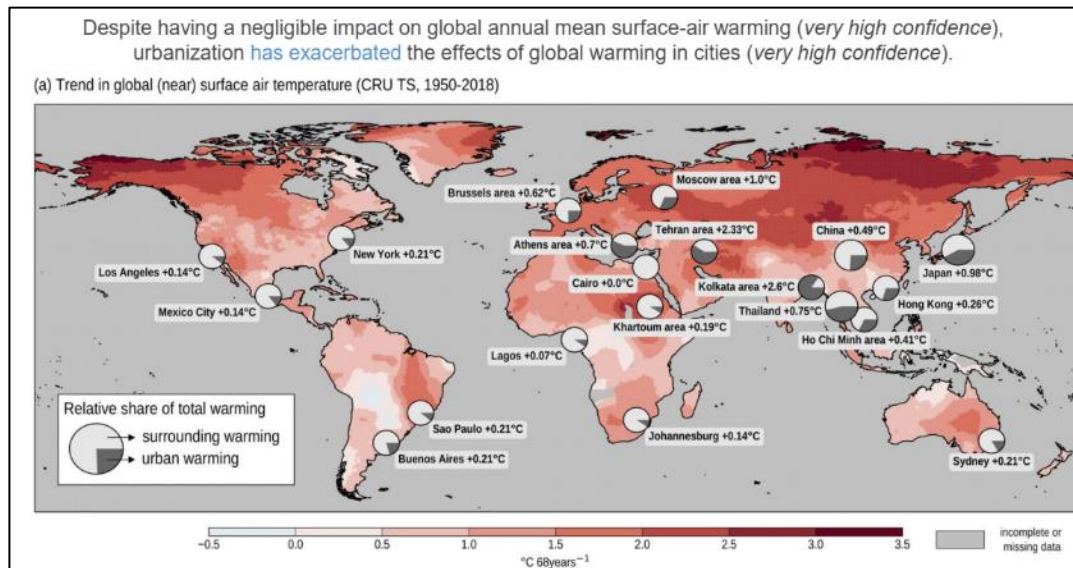 Despite having a negligible impact on global annual mean surface-air warming (very high confidence),
urbanization has exacerbated the effects of global warming in cities (very high confidence).
(a) Trend in global (near) surface air temperature (CRU TS, 1950-2018)
Moscow area +1.0°C
Brussels area +0.62°C
Tehran area +2.33°C
China +0.49°C
Athens area +0.7°C
New York +0.21°C
Los Angeles +0.14°C
Cairo +0.0°C
Kolkata area +2.6°C
Japan +0.98°C
Mexico City +0.14°C
Thailand +0.75°C
Hong Kong +0.26°C
Khartoum area +0.19°C
Ho Chi Minh area +0.41°C
Lagos +0.07°C
Relative share of total warming
surrounding warming
urban warming
Sao Paulo +0.21°C
Buenos Aires +0.21°C
Johannesburg +0.14°C
Sydney +0.21°C
−0.5 0.0 0.5 1.0 1.5 2.0 2.5 3.0 3.5
°C 68years⁻¹
incomplete or
missing data